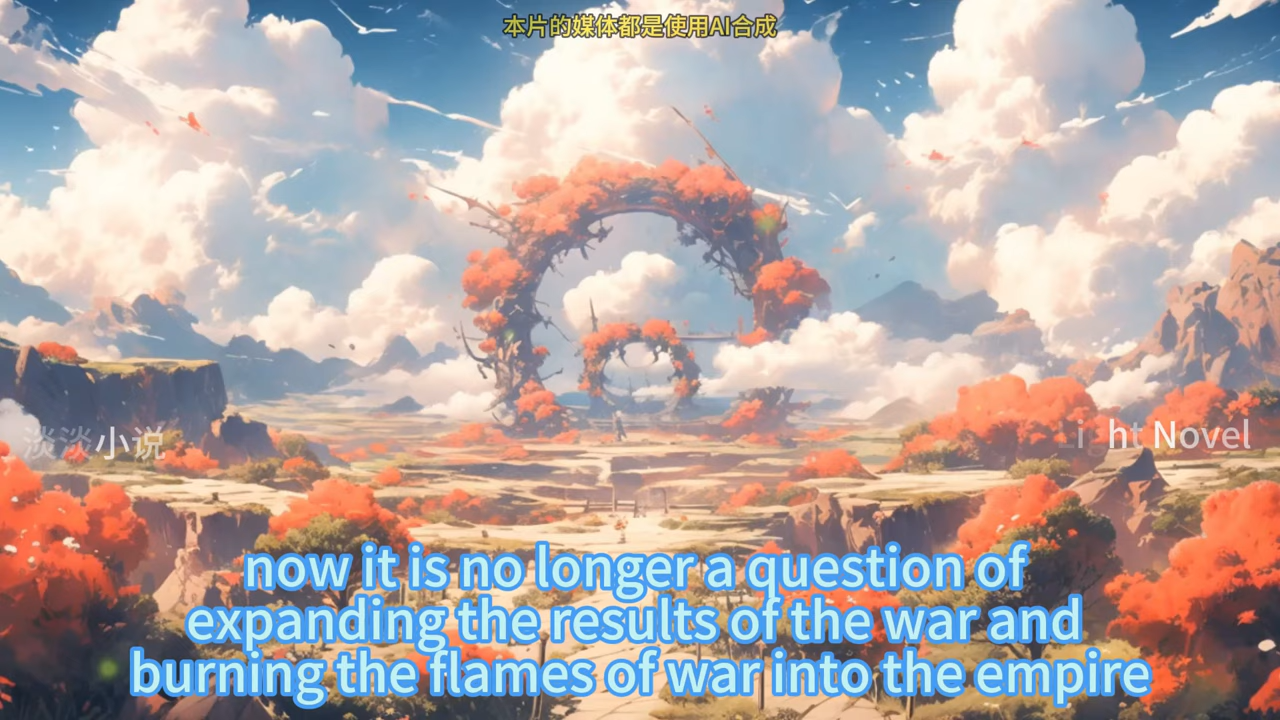 本片的媒体都是使用AI合成
淡淡小说
ight Novel
now it is no longer a question of
expanding the results of the war and
burning the flames of war into the empire